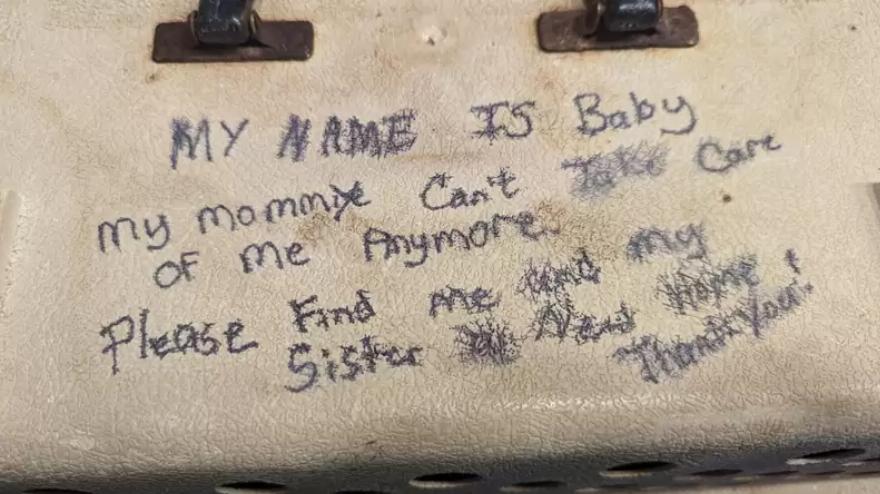 MY NAME IS Baby
my mommy Can't Take Care
of me Anymore.
Please Find me and my
Sister a New Home!
Thank you!